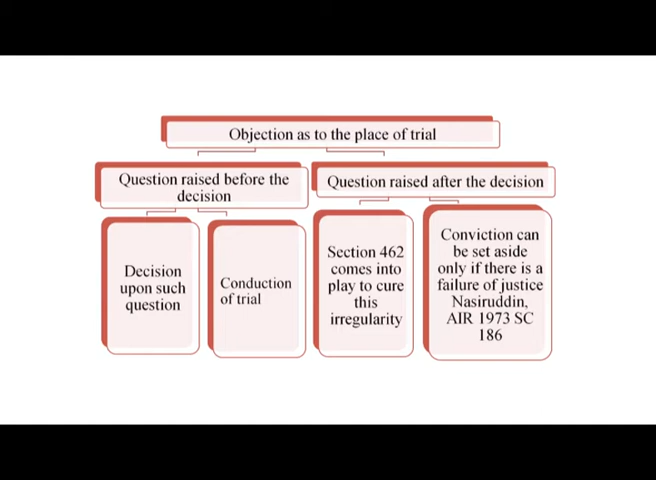 Objection as to the place of trial
Question raised before the
decision
Question raised after the decision
Decision
upon such
question
Conduction
of trial
Section 462
comes into
play to cure
this
irregularity
Conviction can
be set aside
only if there is a
failure of justice
Nasiruddin,
AIR 1973 SC
186